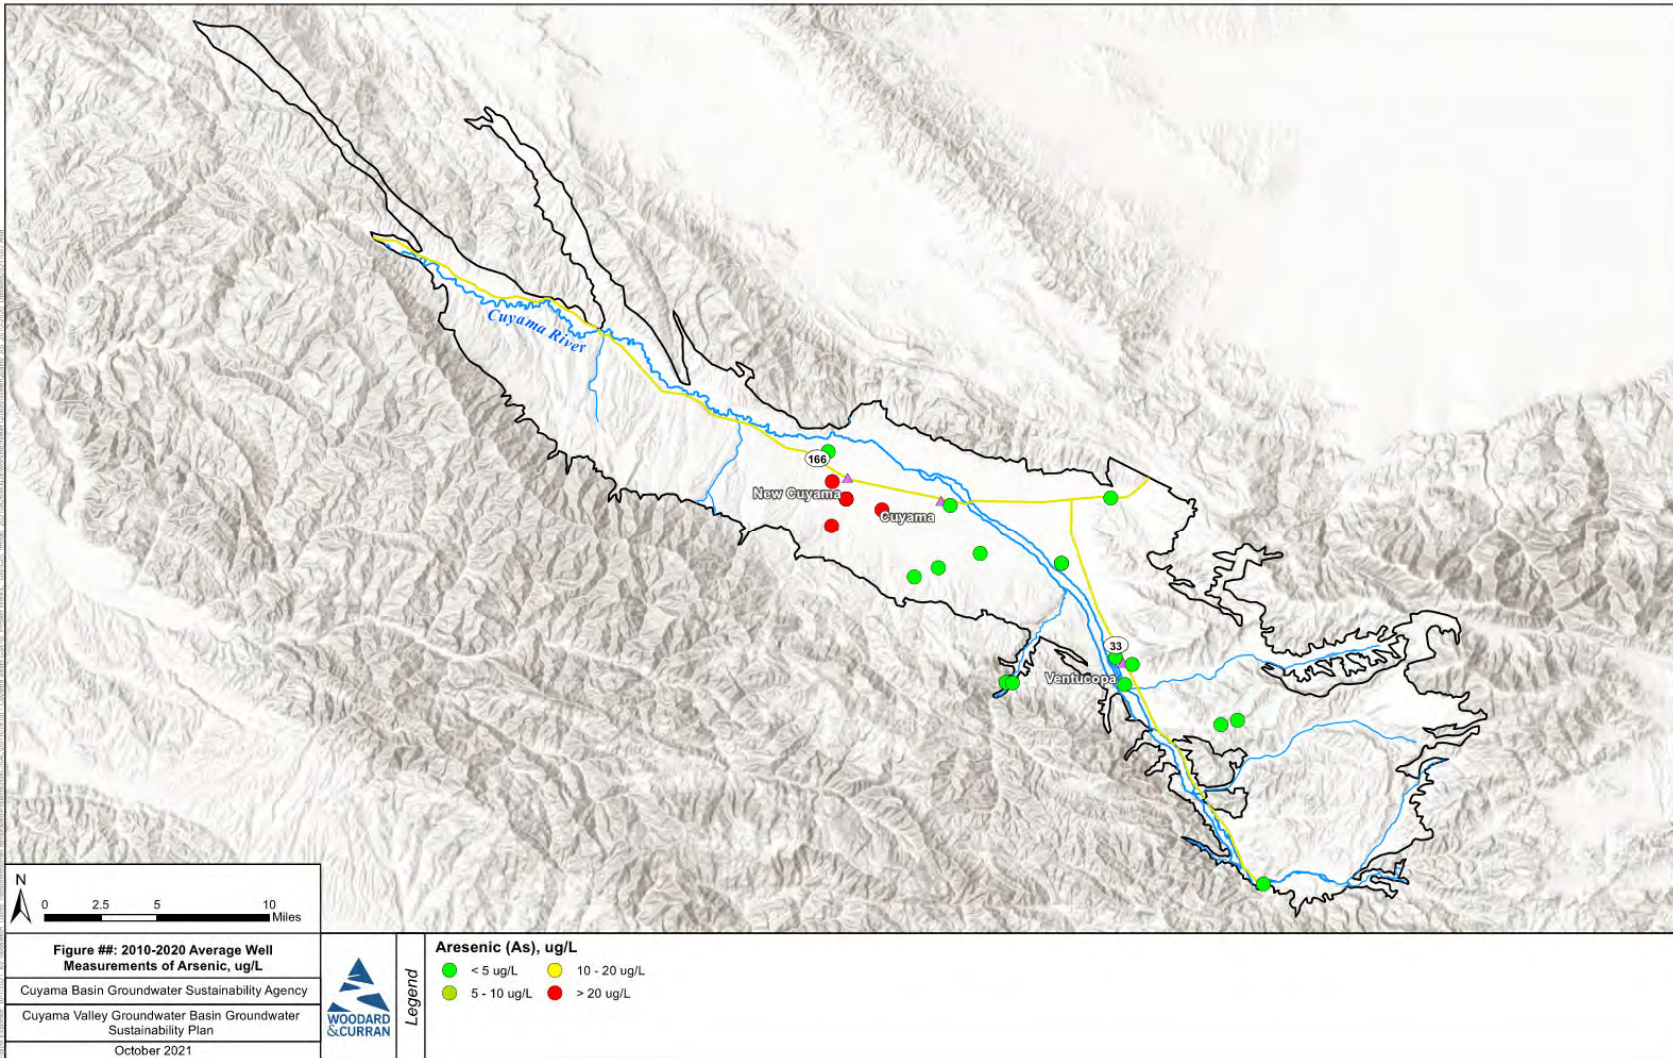 Cuyama River
166
New Cuyama
Cuyama
33
Ventucopa
N
0 2.5 5 10
Miles
Figure ##: 2010-2020 Average Well
Measurements of Arsenic, ug/L
Cuyama Basin Groundwater Sustainability Agency
Cuyama Valley Groundwater Basin Groundwater
Sustainability Plan
October 2021
WOODARD
&CURRAN
Legend
Aresenic (As), ug/L
< 5 ug/L
10 - 20 ug/L
5 - 10 ug/L
> 20 ug/L